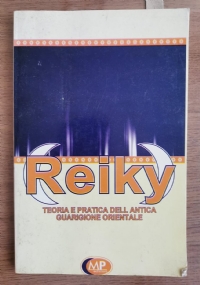 Reiky
TEORIA E PRATICA DELL ANTICA
GUARIGIONE ORIENTALE
MP